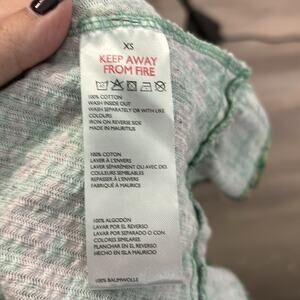 XS
KEEP AWAY
FROM FIRE
100% COTTON
WASH INSIDE OUT
WASH SEPARATELY OR WITH LIKE
COLOURS
IRON ON REVERSE SIDE
MADE IN MAURITIUS
100% COTON
LAVER À L'ENVERS
LAVER SÉPARÉMENT OU AVEC DES
COULEURS SEMBLABLES
REPASSER À L'ENVERS
FABRIQUÉ À MAURICE
100% ALGODÓN
LAVAR POR EL REVERSO
LAVAR POR SEPARADO O CON
COLORES SIMILARES
PLANCHAR EN EL REVERSO
HECHO EN ISLA MAURICIO
100% BAUMWOLLE